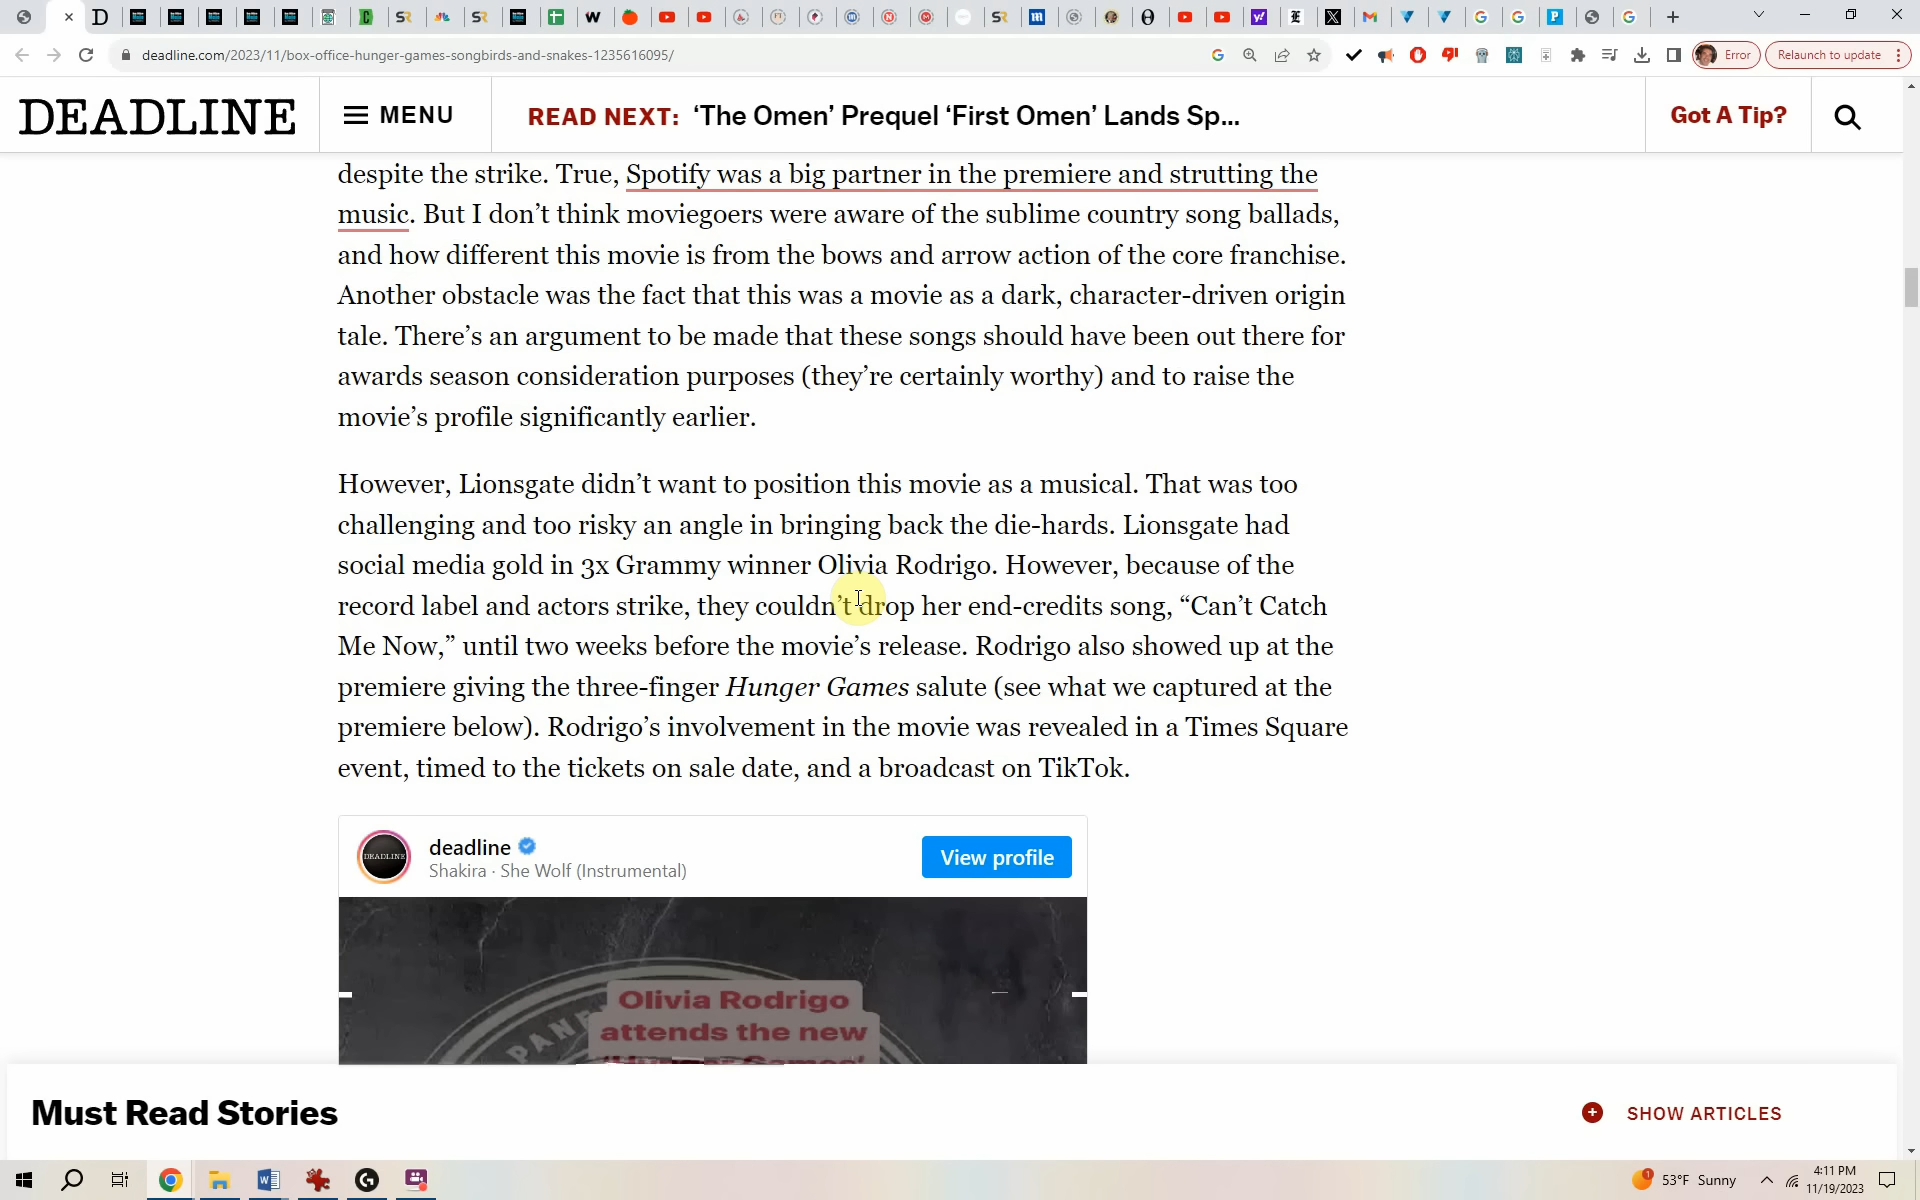 deadline.com/2023/11/box-office-hunger-games-songbirds-and-snakes-1235616095/
Error
Relaunch to update
DEADLINE
MENU
READ NEXT: ‘The Omen’ Prequel ‘First Omen’ Lands Sp...
Got A Tip?
despite the strike. True, Spotify was a big partner in the premiere and strutting the
music. But I don’t think moviegoers were aware of the sublime country song ballads,
and how different this movie is from the bows and arrow action of the core franchise.
Another obstacle was the fact that this was a movie as a dark, character-driven origin
tale. There’s an argument to be made that these songs should have been out there for
awards season consideration purposes (they’re certainly worthy) and to raise the
movie’s profile significantly earlier.
However, Lionsgate didn’t want to position this movie as a musical. That was too
challenging and too risky an angle in bringing back the die-hards. Lionsgate had
social media gold in 3x Grammy winner Olivia Rodrigo. However, because of the
record label and actors strike, they couldn’t drop her end-credits song, “Can’t Catch
Me Now,” until two weeks before the movie’s release. Rodrigo also showed up at the
premiere giving the three-finger Hunger Games salute (see what we captured at the
premiere below). Rodrigo’s involvement in the movie was revealed in a Times Square
event, timed to the tickets on sale date, and a broadcast on TikTok.
DEADLINE
deadline
Shakira · She Wolf (Instrumental)
View profile
PAN
Olivia Rodrigo
attends the new
‘Hunger Games’
Must Read Stories
SHOW ARTICLES
53°F Sunny
4:11 PM
11/19/2023